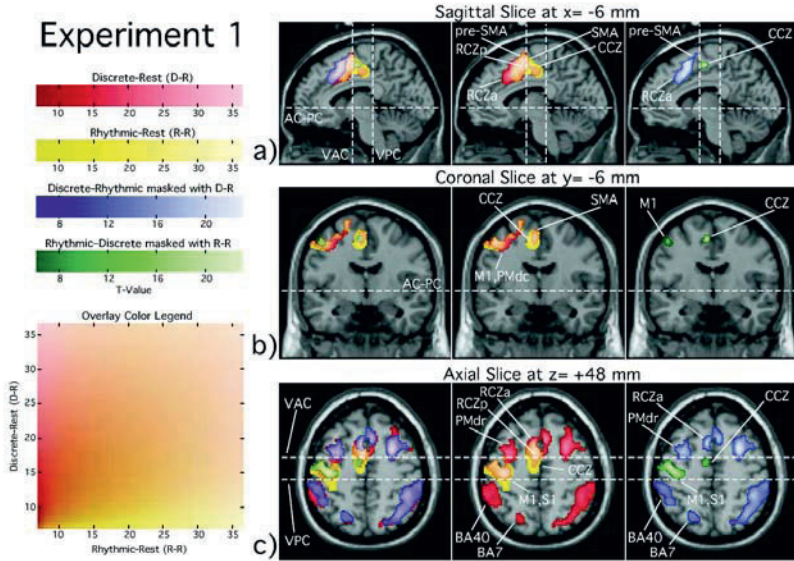 Experiment 1
Discrete-Rest (D-R)
10 15 20 25 30 35
Rhythmic-Rest (R-R)
10 15 20 25 30 35
Discrete-Rhythmic masked with D-R
8 12 16 20
Rhythmic-Discrete masked with R-R
8 12 16 20
T-Value
Overlay Color Legend
35
30
25
20
15
10
Discrete-Rest (D-R)
10 15 20 25 30 35
Rhythmic-Rest (R-R)
Sagittal Slice at x= -6 mm
pre-SMA SMA pre-SMA CCZ
RCZp CCZ
RCZa RCZa
AC-PC
a) VAC VPC
Coronal Slice at y= -6 mm
CCZ SMA M1 CCZ
M1,PMdc
AC-PC
b)
Axial Slice at z= +48 mm
RCZa RCZa CCZ
VAC RCZp
PMdr PMdr
CCZ
M1,S1 M1,S1
VPC BA40 BA40
c) BA7 BA7